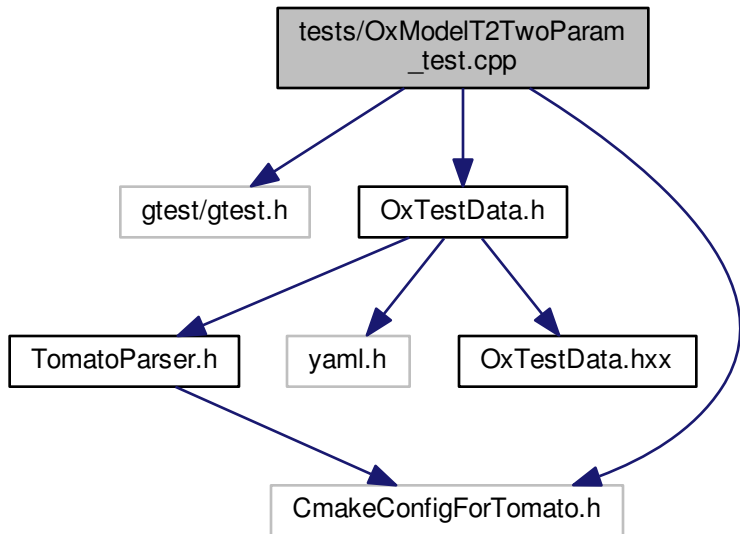 tests/OxModelT2TwoParam
_test.cpp
gtest/gtest.h
OxTestData.h
TomatoParser.h
yaml.h
OxTestData.hxx
CmakeConfigForTomato.h